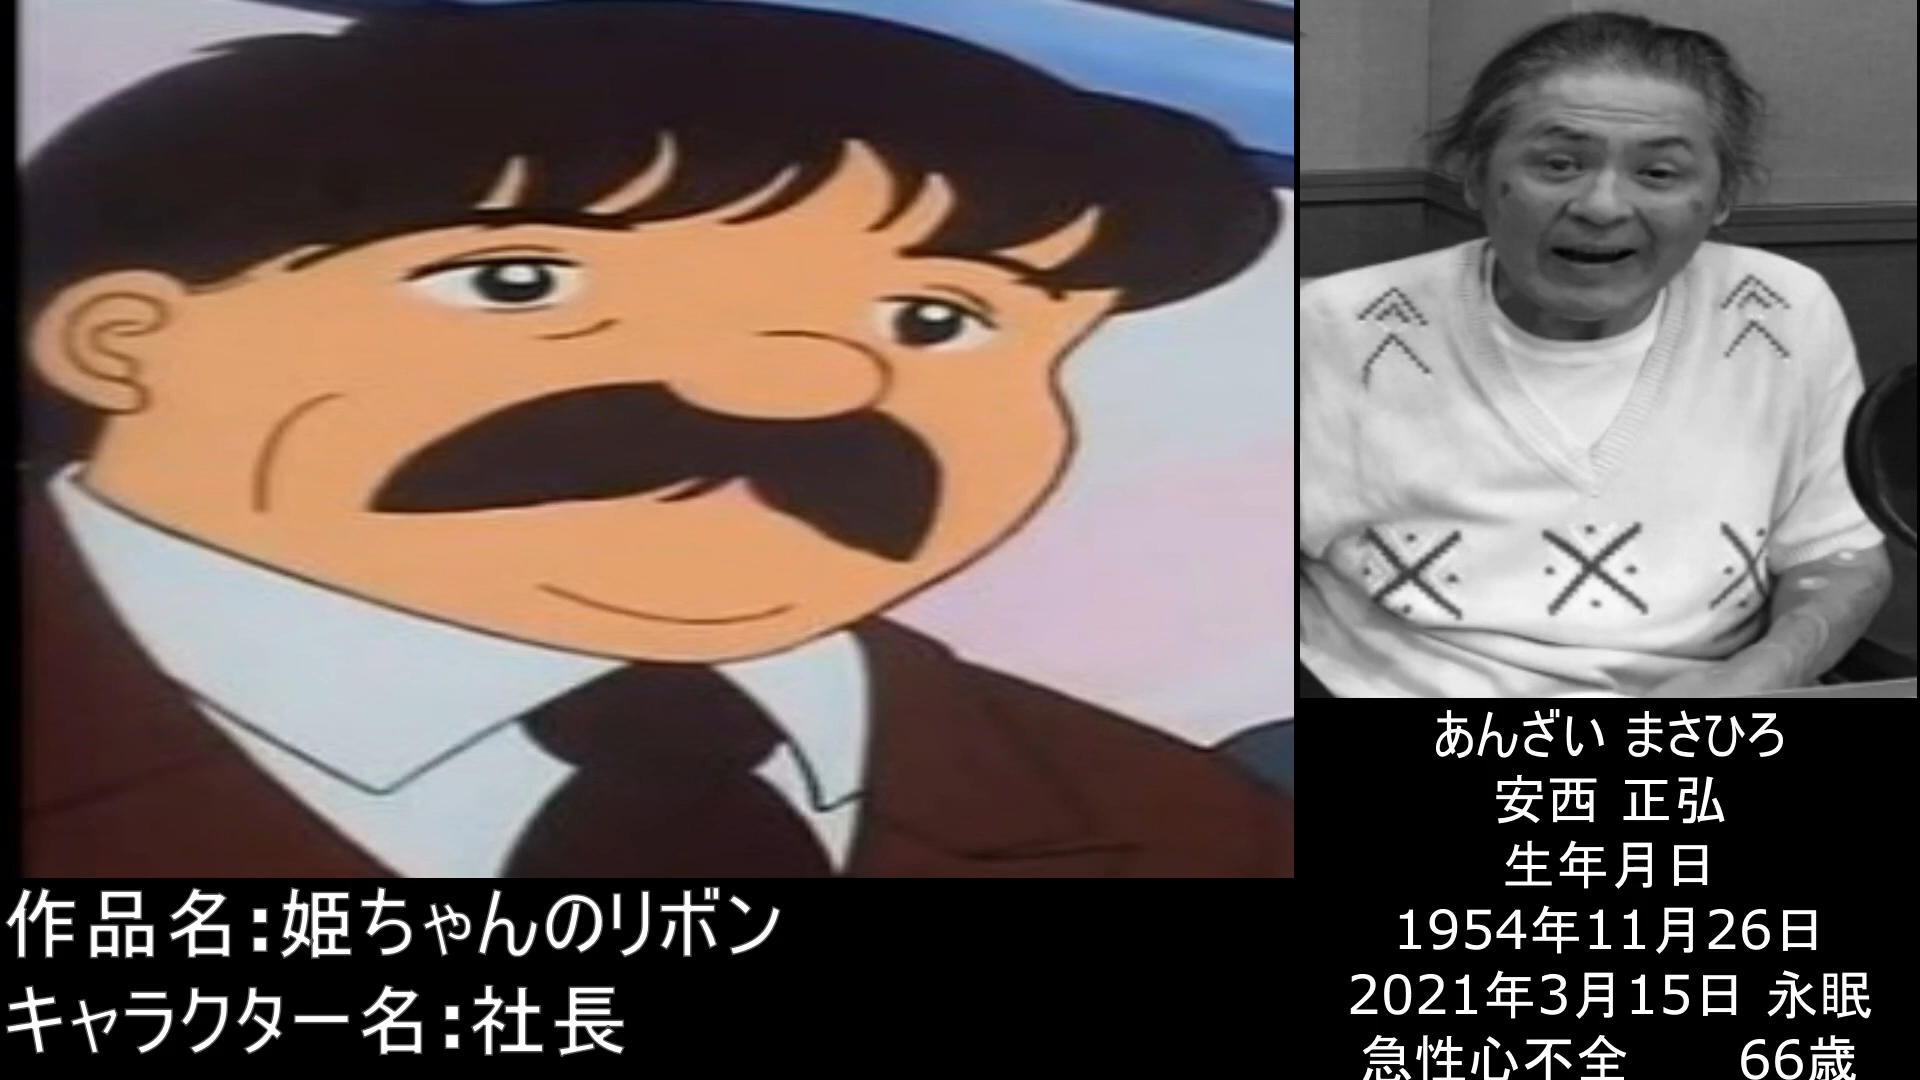 あんざい まさひろ
安西 正弘
生年月日
1954年11月26日
2021年3月15日 永眠
急性心不全 66歳
作品名:姫ちゃんのリボン
キャラクター名:社長